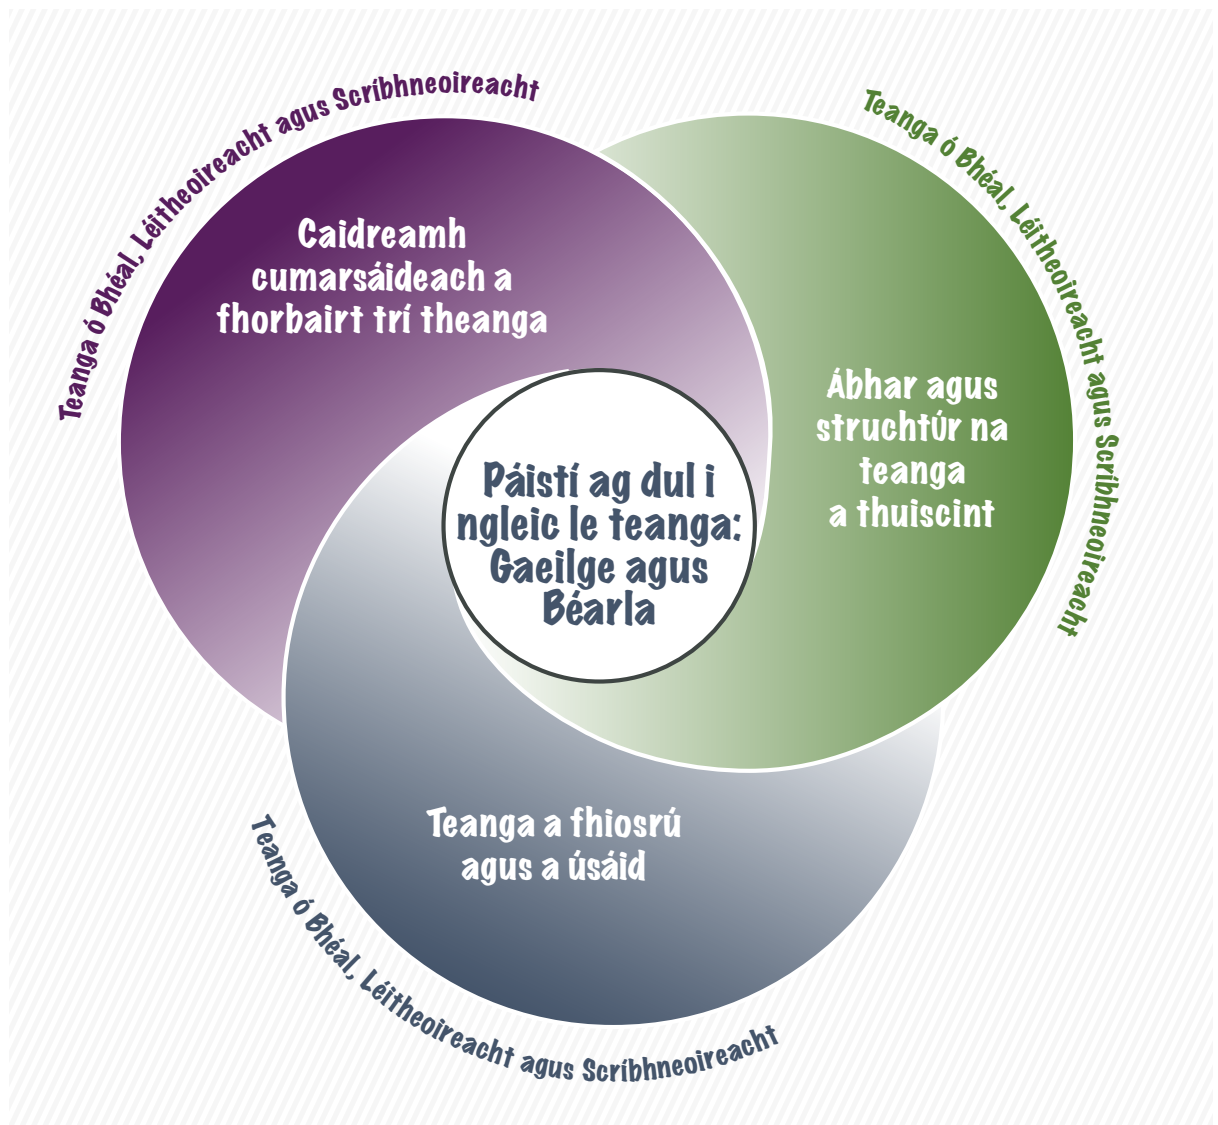 Teanga ó Bhéal, Léitheoireacht agus Scríbhneoireacht
Caidreamh
cumarsáideach a
fhorbairt trí theanga
Teanga ó Bhéal, Léitheoireacht agus Scríbhneoireacht
Ábhar agus
struchtúr na
teanga
a thuiscint
Páistí ag dul i
ngleic le teanga:
Gaeilge agus
Béarla
Teanga a fhiosrú
agus a úsáid
Teanga ó Bhéal, Léitheoireacht agus Scríbhneoireacht